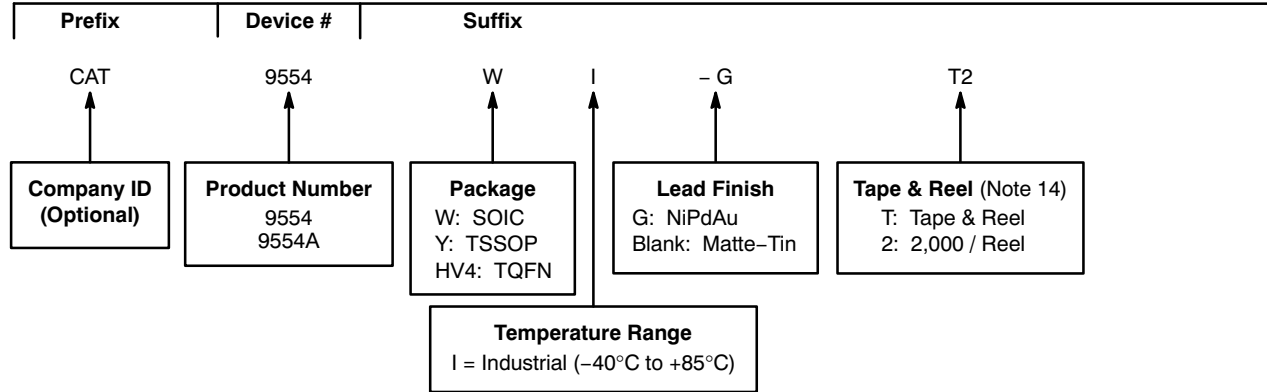 Prefix Device # Suffix
CAT 9554 W I – G T2
Company ID
(Optional)
Product Number
9554
9554A
Package
W: SOIC
Y: TSSOP
HV4: TQFN
Lead Finish
G: NiPdAu
Blank: Matte−Tin
Tape & Reel (Note 14)
T: Tape & Reel
2: 2,000 / Reel
Temperature Range
I = Industrial (−40°C to +85°C)